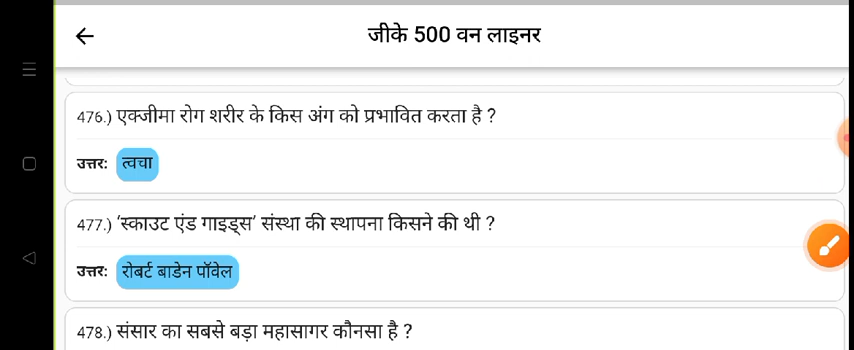 जीके 500 वन लाइनर
476.) एक्जीमा रोग शरीर के किस अंग को प्रभावित करता है ?
उत्तर: त्वचा
477.) ‘स्काउट एंड गाइड्स’ संस्था की स्थापना किसने की थी ?
उत्तर: रोबर्ट बाडेन पॉवेल
478.) संसार का सबसे बड़ा महासागर कौनसा है ?